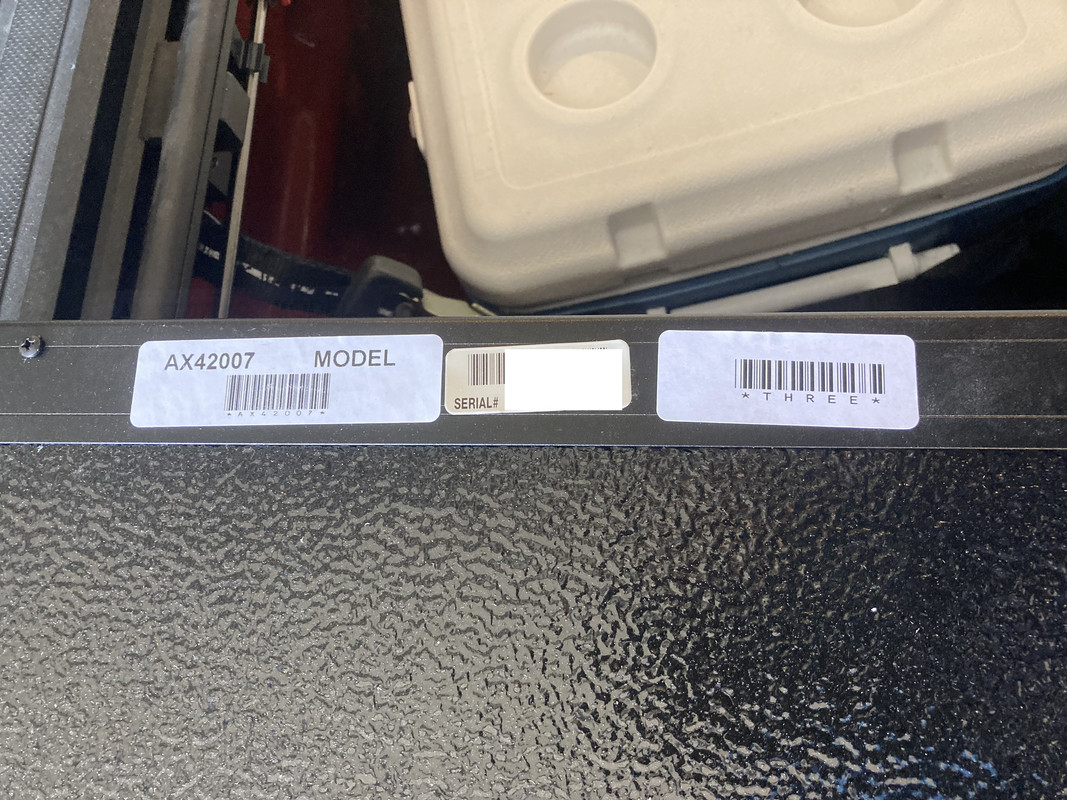 AX42007 MODEL
*AX42007*
SERIAL#
*THREE*